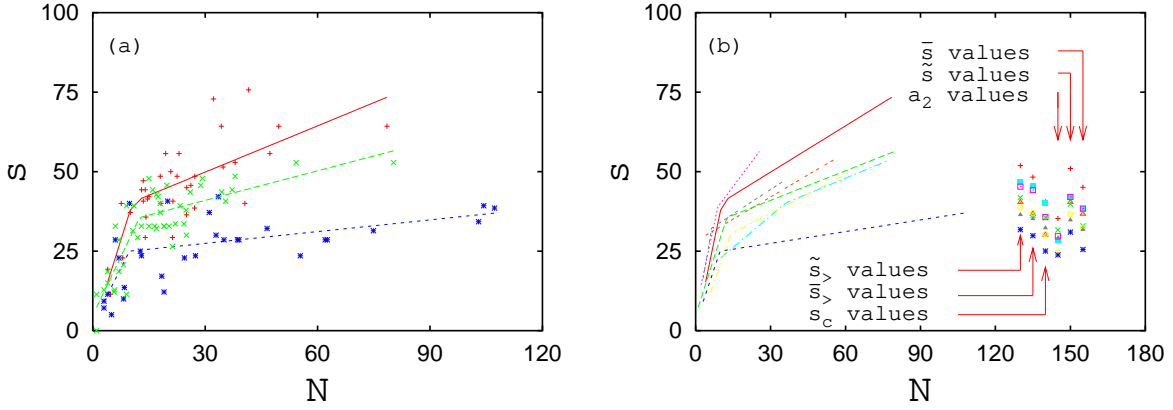 100
75
50
25
0
s
(a)
0 30 60 90 120
N
100
75
50
25
0
s
(b)
s̅ values
s̃ values
a₂ values
s̃> values
s̅> values
s_c values
0 30 60 90 120 150 180
N